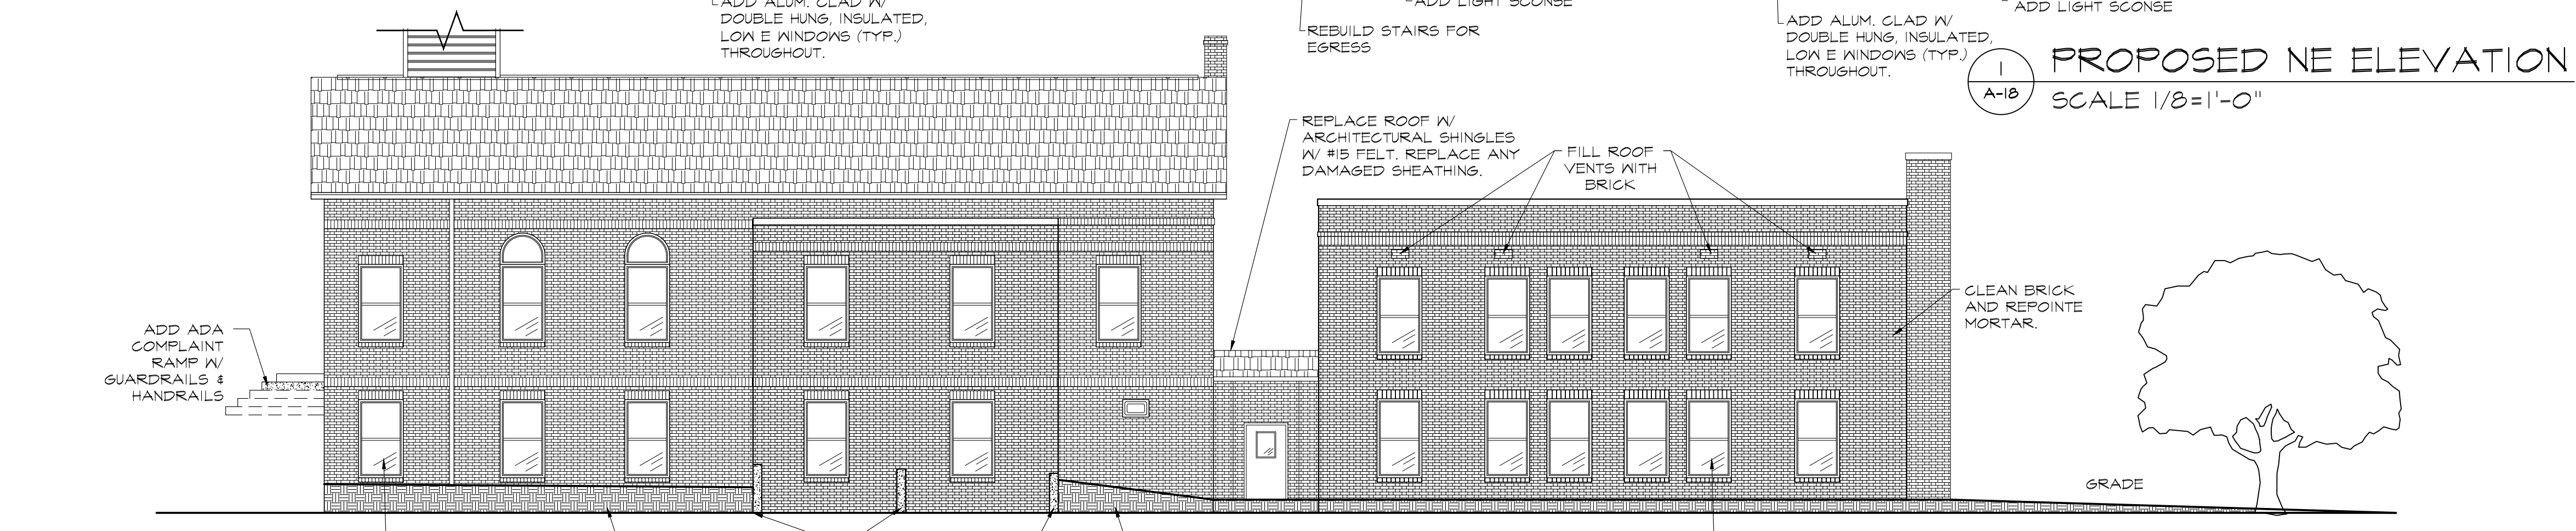 ADD ALUM. CLAD W/
DOUBLE HUNG, INSULATED,
LOW E WINDOWS (TYP.)
THROUGHOUT.
ADD LIGHT SCONSE
REBUILD STAIRS FOR
EGRESS
ADD LIGHT SCONSE
ADD ALUM. CLAD W/
DOUBLE HUNG, INSULATED,
LOW E WINDOWS (TYP.)
THROUGHOUT.
1
A-18
PROPOSED NE ELEVATION
SCALE 1/8=1'-0"
REPLACE ROOF W/
ARCHITECTURAL SHINGLES
W/ #15 FELT. REPLACE ANY
DAMAGED SHEATHING.
FILL ROOF
VENTS WITH
BRICK
CLEAN BRICK
AND REPOINTE
MORTAR.
ADD ADA
COMPLAINT
RAMP W/
GUARDRAILS &
HANDRAILS
GRADE